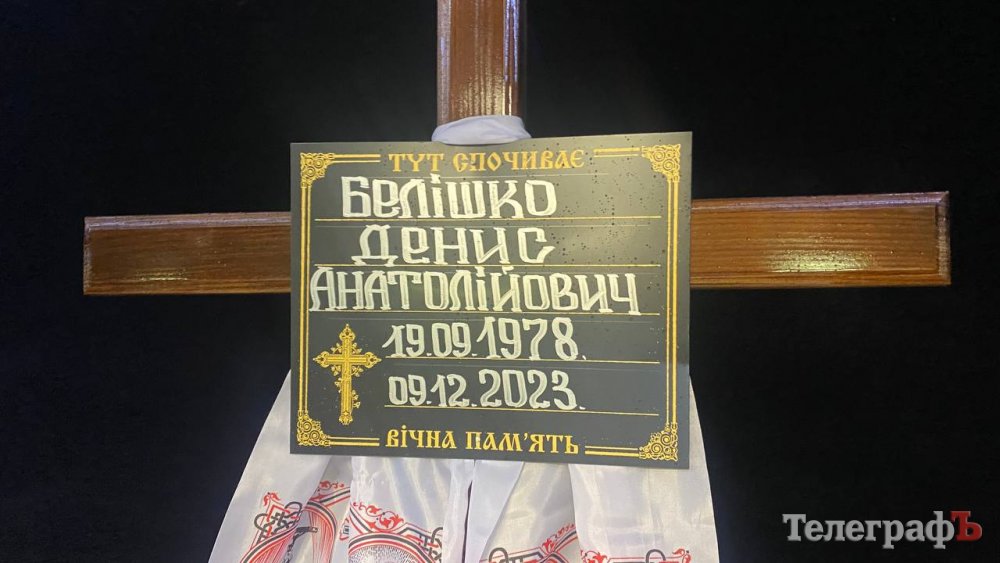 ТУТ СПОЧИВАЄ
БЕЛІШКО
ДЕНИС
АНАТОЛІЙОВИЧ
19.09.1978.
09.12.2023.
ВІЧНА ПАМ'ЯТЬ
ТелеграфЪ